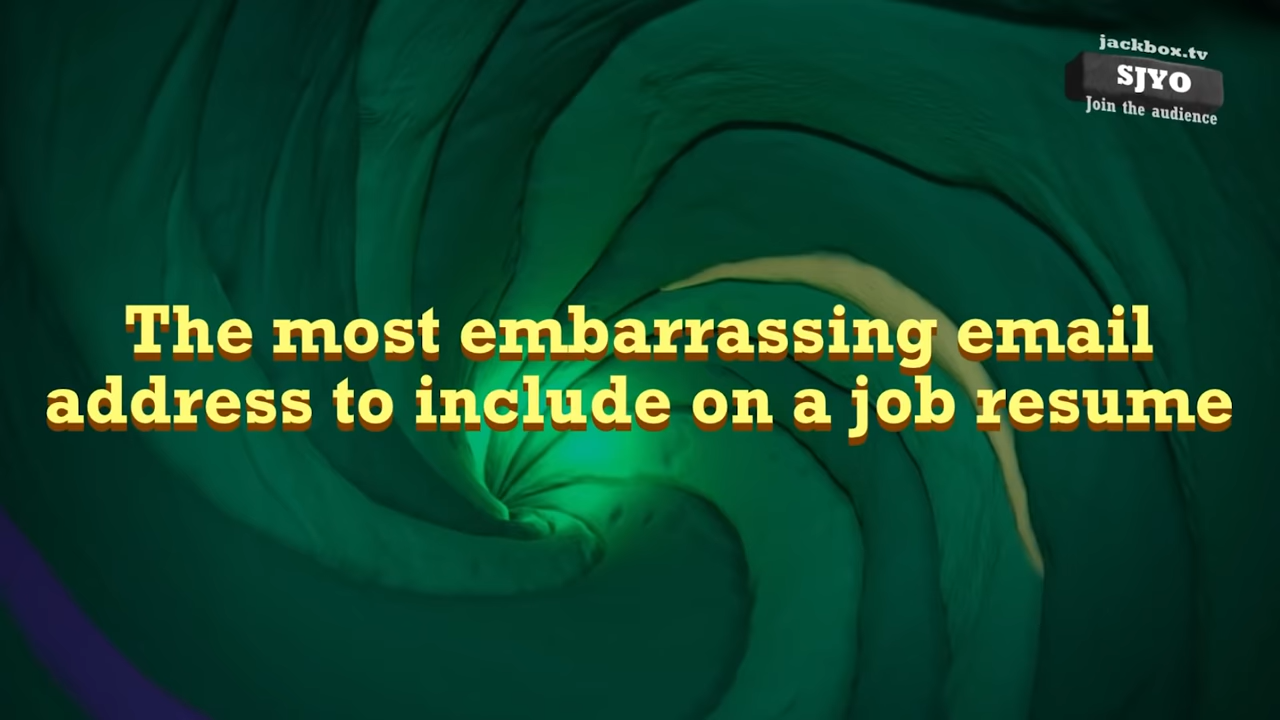 jackbox.tv
SJYO
Join the audience
The most embarrassing email
address to include on a job resume